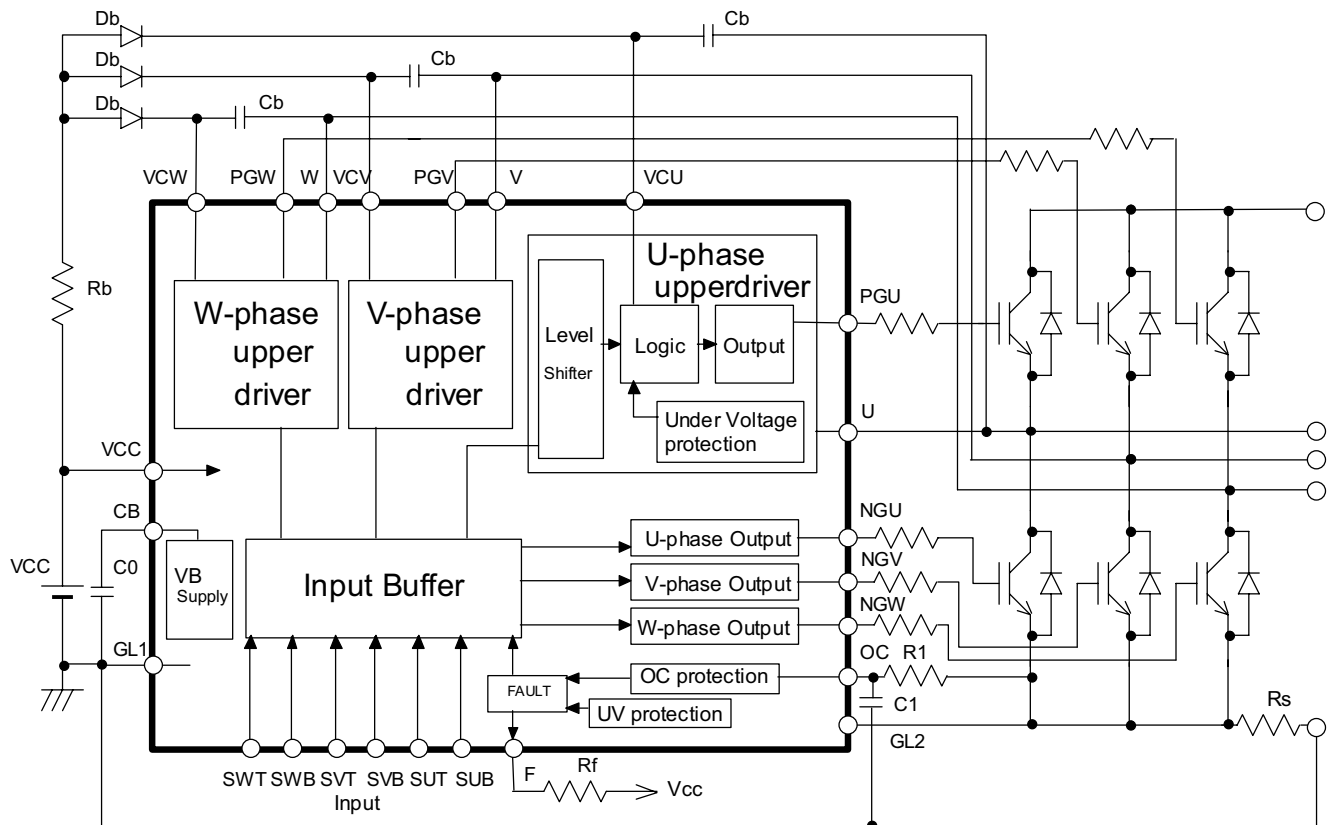 Db
Cb
Db
Cb
Db
Cb
VCW
PGW
W
VCV
PGV
V
VCU
Rb
W-phase
upper
driver
V-phase
upper
driver
U-phase
upperdriver
Level
Shifter
Logic
Output
Under Voltage
protection
PGU
U
VCC
CB
VCC
C0
VB
Supply
GL1
Input Buffer
U-phase Output
V-phase Output
W-phase Output
NGU
NGV
NGW
OC
R1
C1
FAULT
OC protection
UV protection
GL2
Rs
SWT
SWB
SVT
SVB
SUT
SUB
F
Rf
Vcc
Input